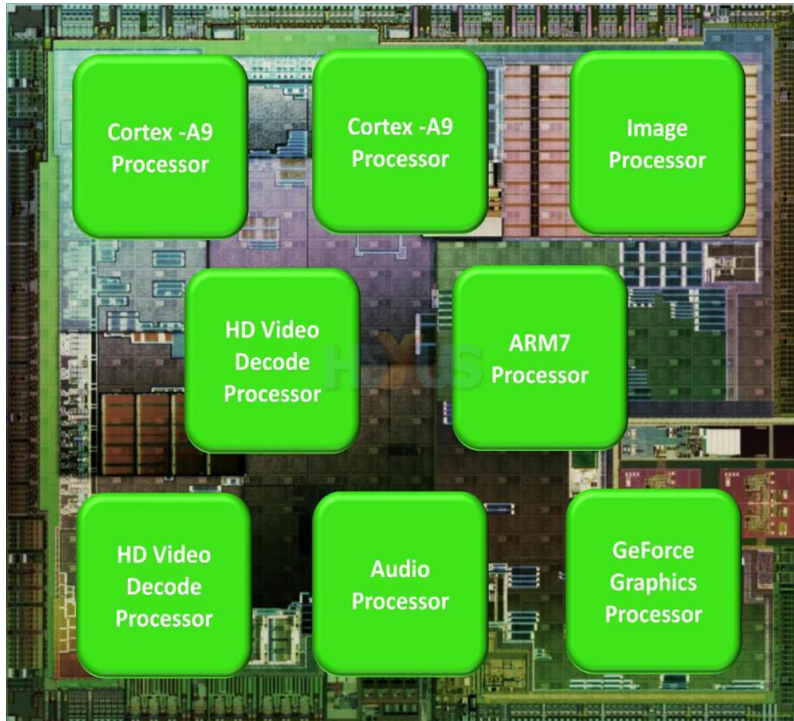 Cortex -A9
Processor
Cortex -A9
Processor
Image
Processor
HD Video
Decode
Processor
HEXUS
ARM7
Processor
HD Video
Decode
Processor
Audio
Processor
GeForce
Graphics
Processor